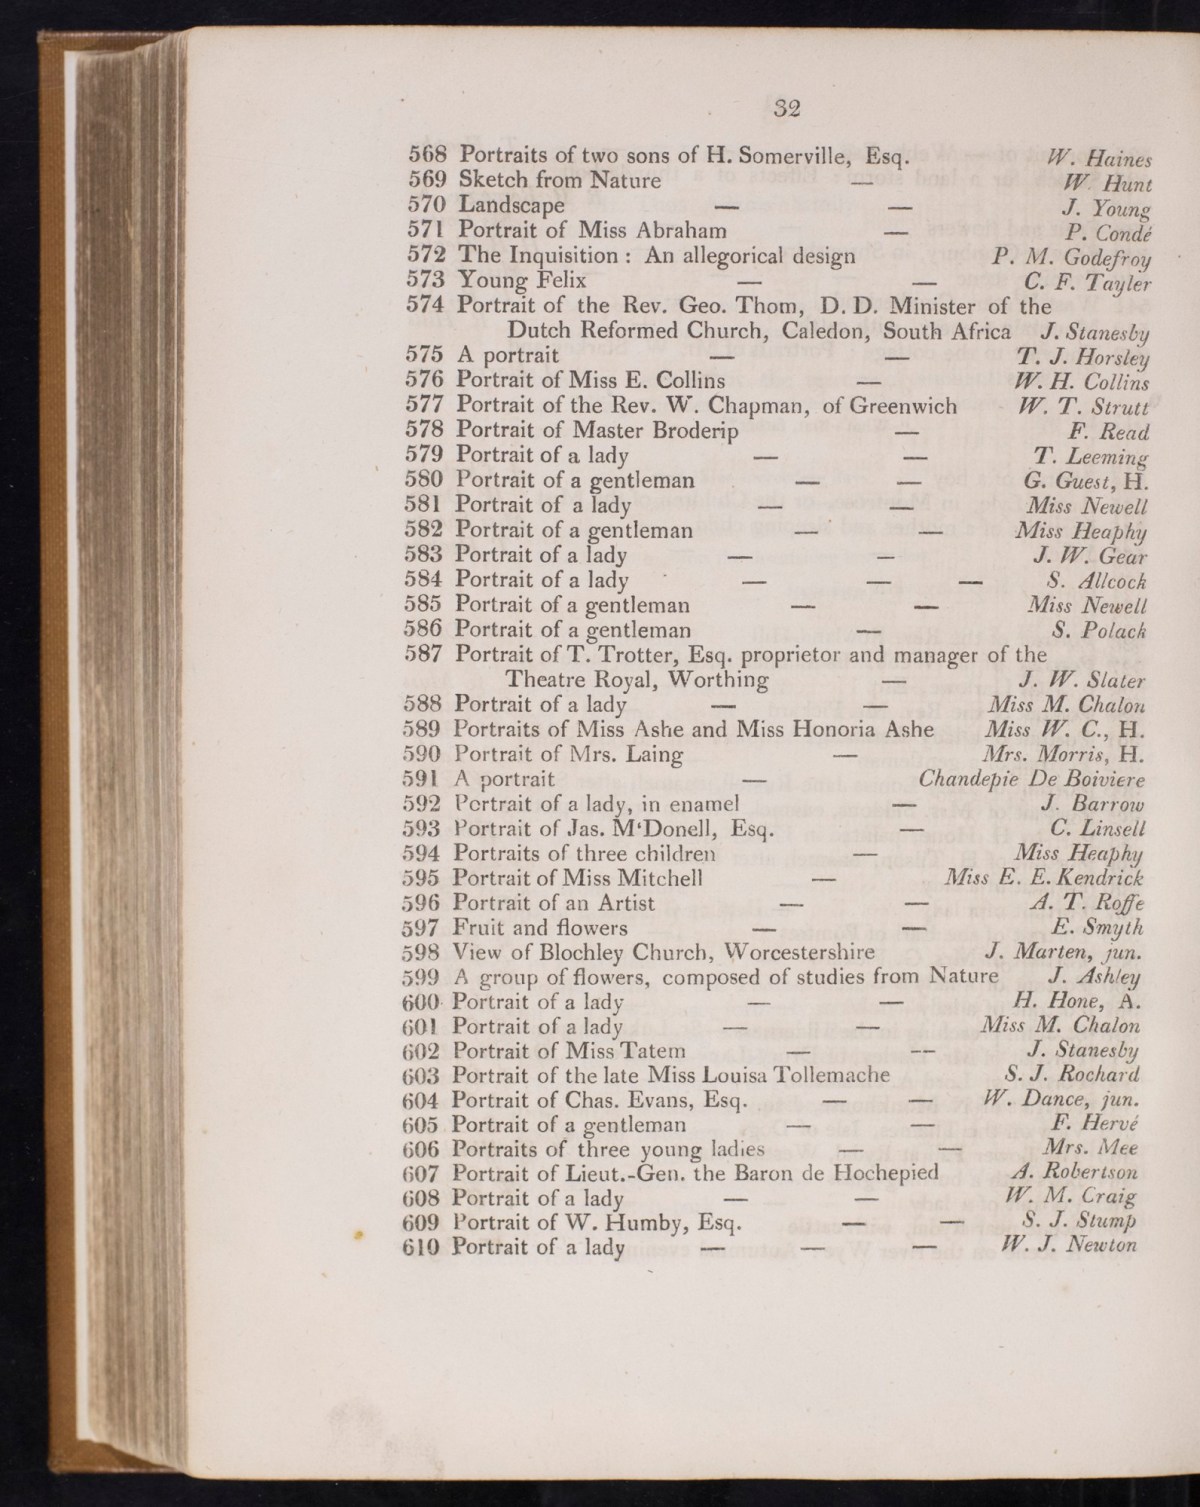 32
568 Portraits of two sons of H. Somerville, Esq. W. Haines
569 Sketch from Nature — W. Hunt
570 Landscape — — J. Young
571 Portrait of Miss Abraham — P. Condé
572 The Inquisition : An allegorical design P. M. Godefroy
573 Young Felix — — C. F. Tayler
574 Portrait of the Rev. Geo. Thom, D. D. Minister of the
Dutch Reformed Church, Caledon, South Africa J. Stanesby
575 A portrait — — T. J. Horsley
576 Portrait of Miss E. Collins — W. H. Collins
577 Portrait of the Rev. W. Chapman, of Greenwich W. T. Strutt
578 Portrait of Master Broderip — F. Read
579 Portrait of a lady — — T. Leeming
580 Portrait of a gentleman — — G. Guest, H.
581 Portrait of a lady — — Miss Newell
582 Portrait of a gentleman — — Miss Heaphy
583 Portrait of a lady — — J. W. Gear
584 Portrait of a lady — — — S. Allcock
585 Portrait of a gentleman — — Miss Newell
586 Portrait of a gentleman — S. Polack
587 Portrait of T. Trotter, Esq. proprietor and manager of the
Theatre Royal, Worthing — J. W. Slater
588 Portrait of a lady — — Miss M. Chalon
589 Portraits of Miss Ashe and Miss Honoria Ashe Miss W. C., H.
590 Portrait of Mrs. Laing — Mrs. Morris, H.
591 A portrait — Chandepie De Boiviere
592 Portrait of a lady, in enamel — J. Barrow
593 Portrait of Jas. M‘Donell, Esq. — C. Linsell
594 Portraits of three children — Miss Heaphy
595 Portrait of Miss Mitchell — Miss E. E. Kendrick
596 Portrait of an Artist — — A. T. Roffe
597 Fruit and flowers — — E. Smyth
598 View of Blochley Church, Worcestershire J. Marten, jun.
599 A group of flowers, composed of studies from Nature J. Ashley
600 Portrait of a lady — — H. Hone, A.
601 Portrait of a lady — — Miss M. Chalon
602 Portrait of Miss Tatem — -- J. Stanesby
603 Portrait of the late Miss Louisa Tollemache S. J. Rochard
604 Portrait of Chas. Evans, Esq. — — W. Dance, jun.
605 Portrait of a gentleman — — F. Hervé
606 Portraits of three young ladies — — Mrs. Mee
607 Portrait of Lieut.-Gen. the Baron de Hochepied A. Robertson
608 Portrait of a lady — — W. M. Craig
609 Portrait of W. Humby, Esq. — — S. J. Stump
610 Portrait of a lady — — — W. J. Newton